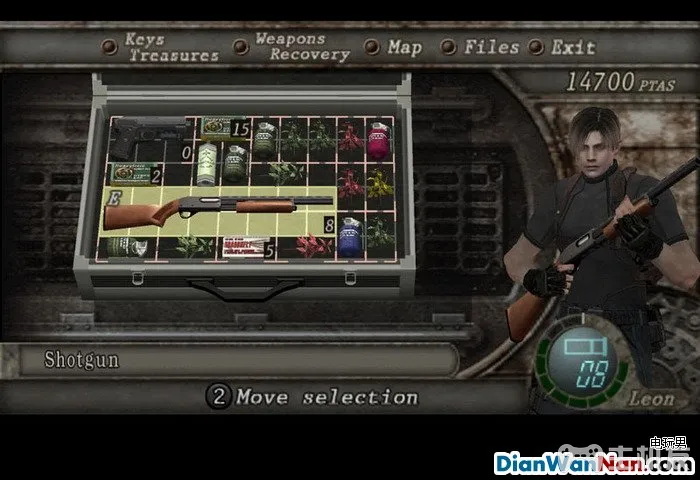 Keys
Treasures
Weapons
Recovery
Map
Files
Exit
14700 PTAS
15
0
2
E
8
5
Shotgun
08
2 Move selection
Leon
电玩男
DianWanNan.com